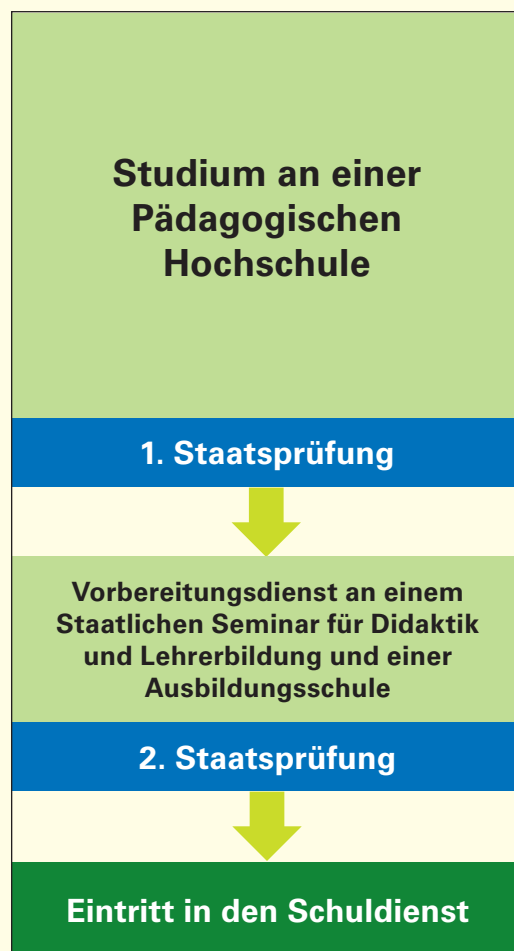 Studium an einer
Pädagogischen
Hochschule
1. Staatsprüfung
Vorbereitungsdienst an einem
Staatlichen Seminar für Didaktik
und Lehrerbildung und einer
Ausbildungsschule
2. Staatsprüfung
Eintritt in den Schuldienst